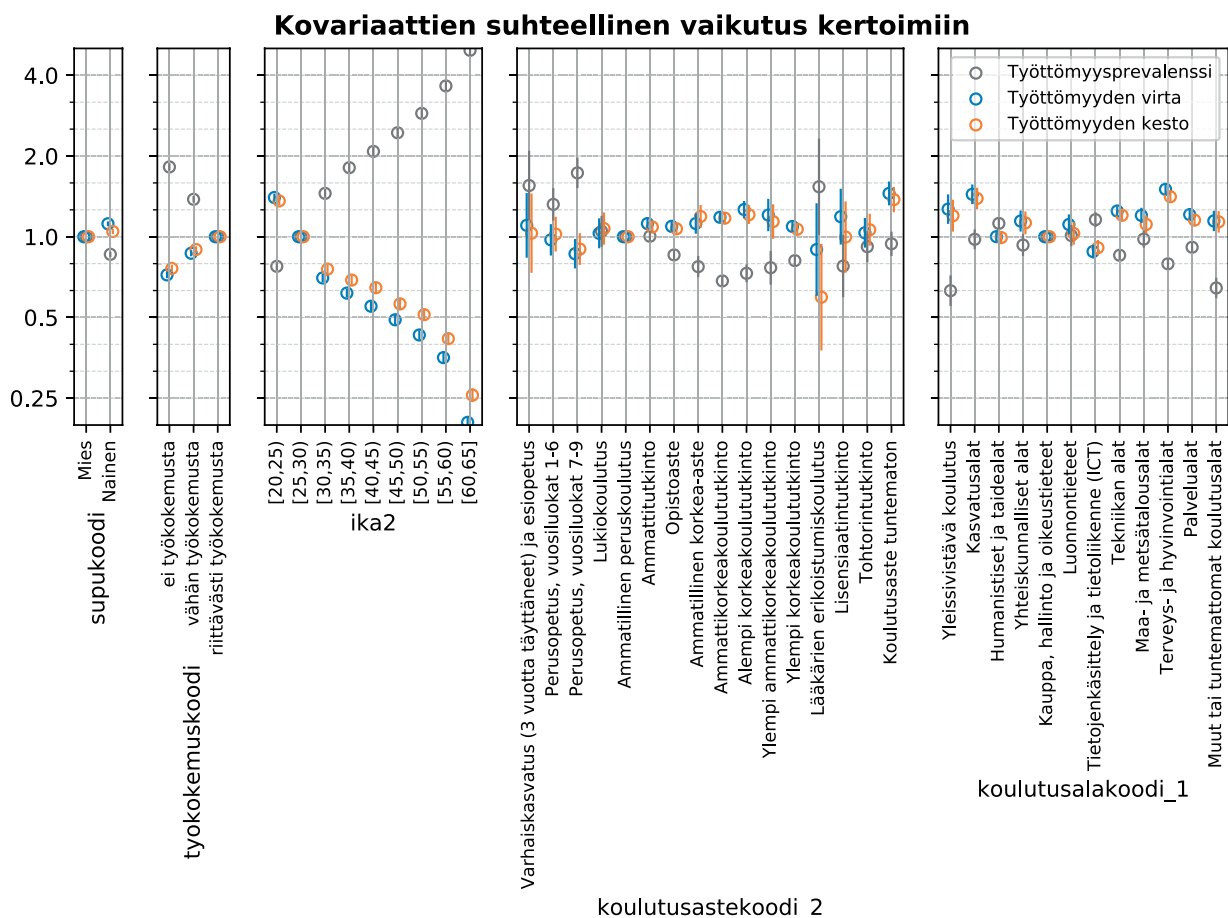 Kovariaattien suhteellinen vaikutus kertoimiin
4.0
2.0
1.0
0.5
0.25
Mies
Nainen
supukoodi
ei työkokemusta
vähän työkokemusta
riittävästi työkokemusta
tyokokemuskoodi
[20,25)
[25,30)
[30,35)
[35,40)
[40,45)
[45,50)
[50,55)
[55,60)
[60,65]
ika2
Varhaiskasvatus (3 vuotta täyttäneet) ja esiopetus
Perusopetus, vuosiluokat 1-6
Perusopetus, vuosiluokat 7-9
Lukiokoulutus
Ammatillinen peruskoulutus
Ammattitutkinto
Opistoaste
Ammatillinen korkea-aste
Ammattikorkeakoulututkinto
Alempi korkeakoulututkinto
Ylempi ammattikorkeakoulututkinto
Ylempi korkeakoulututkinto
Lääkärien erikoistumiskoulutus
Lisensiaatintutkinto
Tohtorintutkinto
Koulutusaste tuntematon
koulutusastekoodi_2
Työttömyysprevalenssi
Työttömyyden virta
Työttömyyden kesto
Yleissivistävä koulutus
Kasvatusalat
Humanistiset ja taidealat
Yhteiskunnalliset alat
Kauppa, hallinto ja oikeustieteet
Luonnontieteet
Tietojenkäsittely ja tietoliikenne (ICT)
Tekniikan alat
Maa- ja metsätalousalat
Terveys- ja hyvinvointialat
Palvelualat
Muut tai tuntemattomat koulutusalat
koulutusalakoodi_1